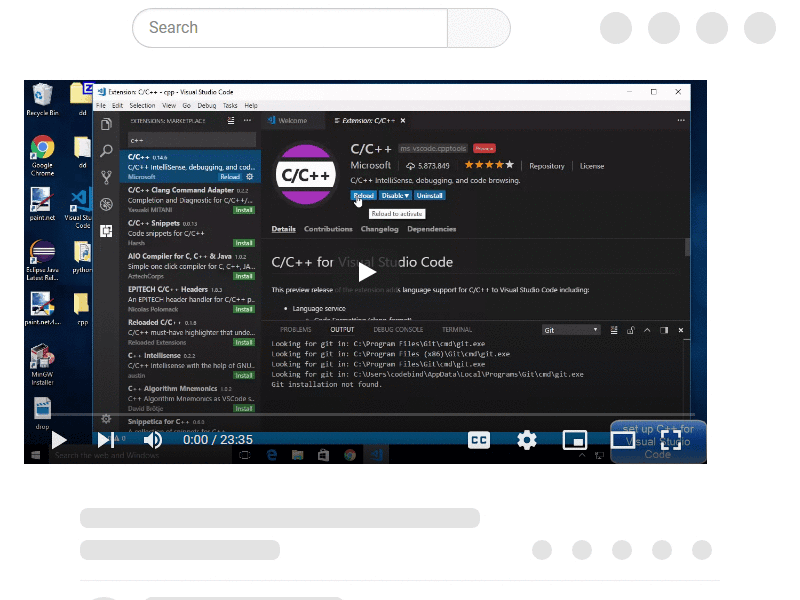 Search
Extension: C/C++ - cpp - Visual Studio Code
File Edit Selection View Go Debug Tasks Help
Recycle Bin
dd
Google Chrome
dd
paint.net
Visual Stu Code
Eclipse Java Latest Rel...
python
paint.net.4...
cpp
MinGW Installer
drop
EXTENSIONS: MARKETPLACE
c++
C/C++ 0.14.6
C/C++ IntelliSense, debugging, and cod...
Microsoft Reload
C/C++ Clang Command Adapter 0.2.2
Completion and Diagnostic for C/C++/...
Yasuaki MITANI Install
C/C++ Snippets 0.0.13
Code snippets for C/C++
Harsh Install
AIO Compiler for C, C++ & Java 1.0.2
Simple one click compiler for C, C++, JA...
AztechCorps Install
EPITECH C/C++ Headers 1.0.3
An EPITECH header handler for C/C++ p...
Nicolas Polomack Install
Reloaded C/C++ 0.1.6
C/C++ must-have highlighter that unde...
Reloaded Extensions Install
C++ Intellisense 0.2.2
C/C++ Intellisense with the help of GNU...
austin Install
C++ Algorithm Mnemonics 1.0.2
C++ Algorithm Mnemonics as VSCode s...
David Brötje Install
Snippetica for C++ 0.4.3
Welcome
Extension: C/C++
C/C++ ms-vscode.cpptools Preview
Microsoft 5,873,849 Repository License
C/C++ IntelliSense, debugging, and code browsing.
C/C++
Reload Disable Uninstall
Reload to activate
Details Contributions Changelog Dependencies
C/C++ for Visual Studio Code
This preview release of the extension adds language support for C/C++ to Visual Studio Code including:
Language service
PROBLEMS OUTPUT DEBUG CONSOLE TERMINAL Git
Looking for git in: C:\Program Files\Git\cmd\git.exe
Looking for git in: C:\Program Files (x86)\Git\cmd\git.exe
Looking for git in: C:\Program Files\Git\cmd\git.exe
Looking for git in: C:\Users\codebind\AppData\Local\Programs\Git\cmd\git.exe
Git installation not found.
0:00 / 23:35
CC
set up C++ for
Visual Studio
Code
Search the web and Windows